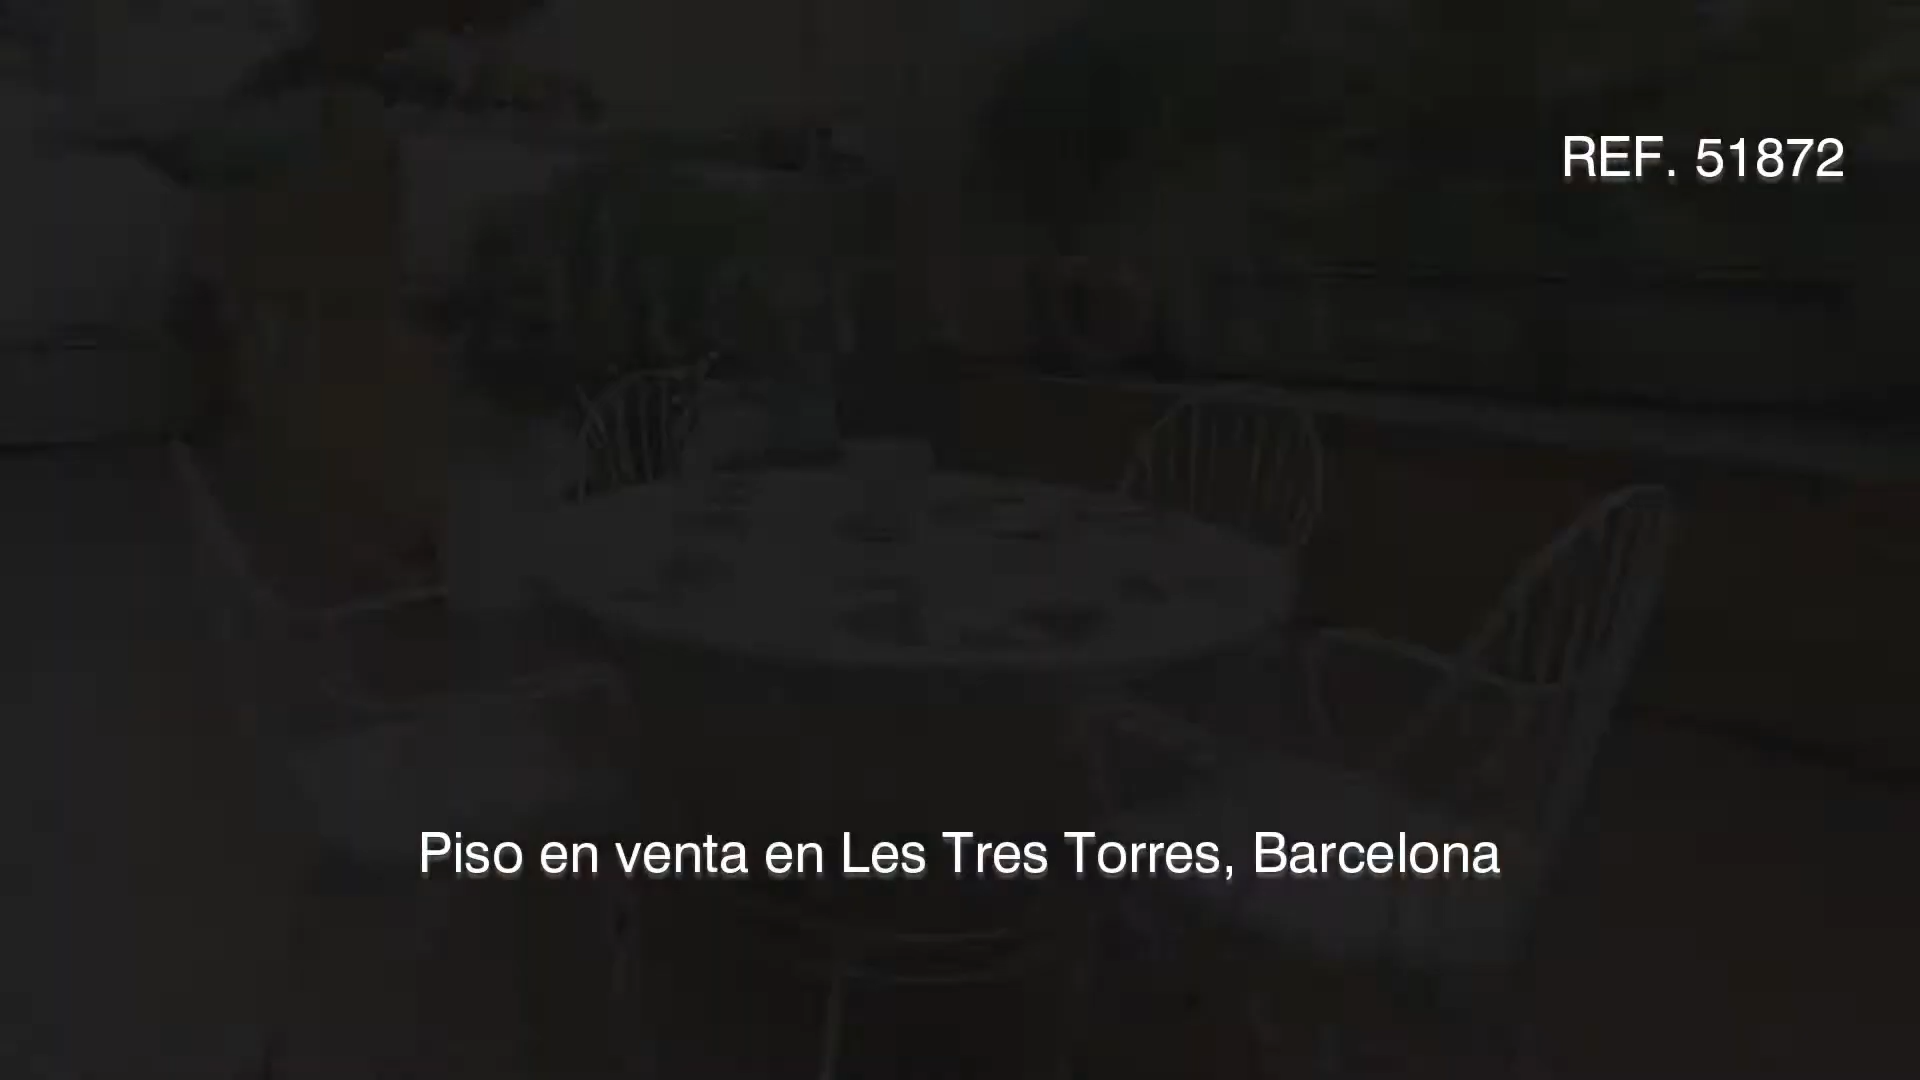 REF. 51872
Piso en venta en Les Tres Torres, Barcelona